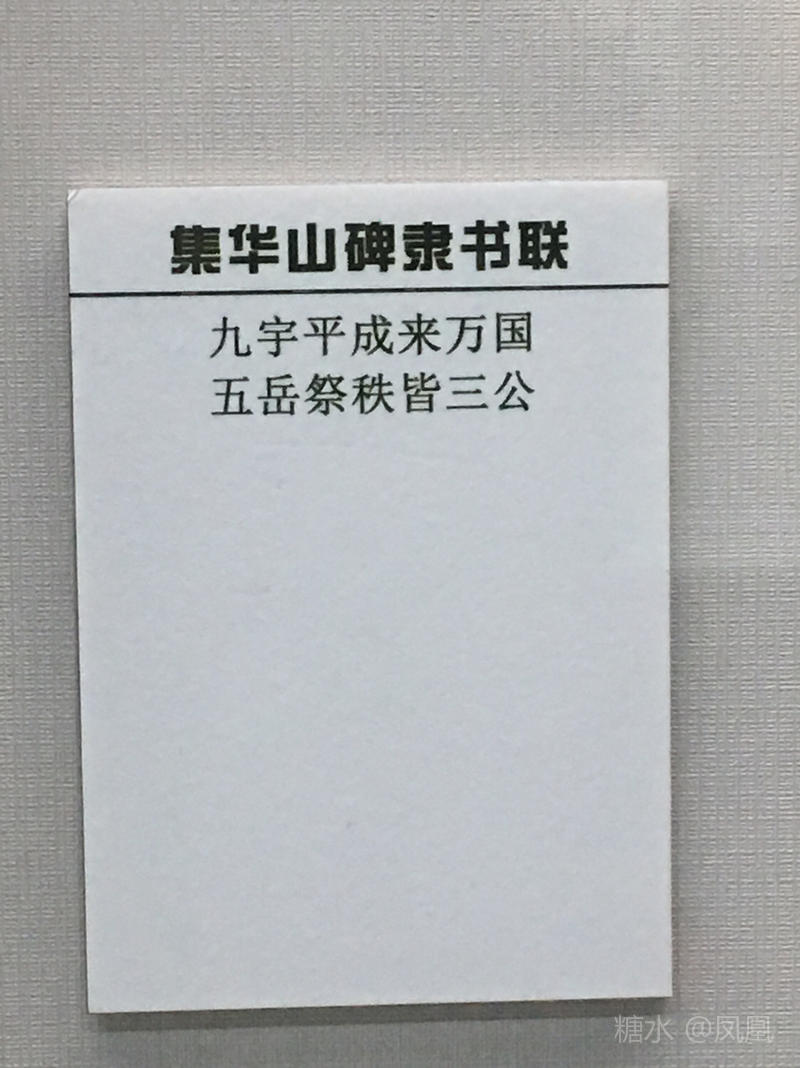 集华山碑隶书联
九宇平成来万国
五岳祭秩皆三公
糖水 @凤凰